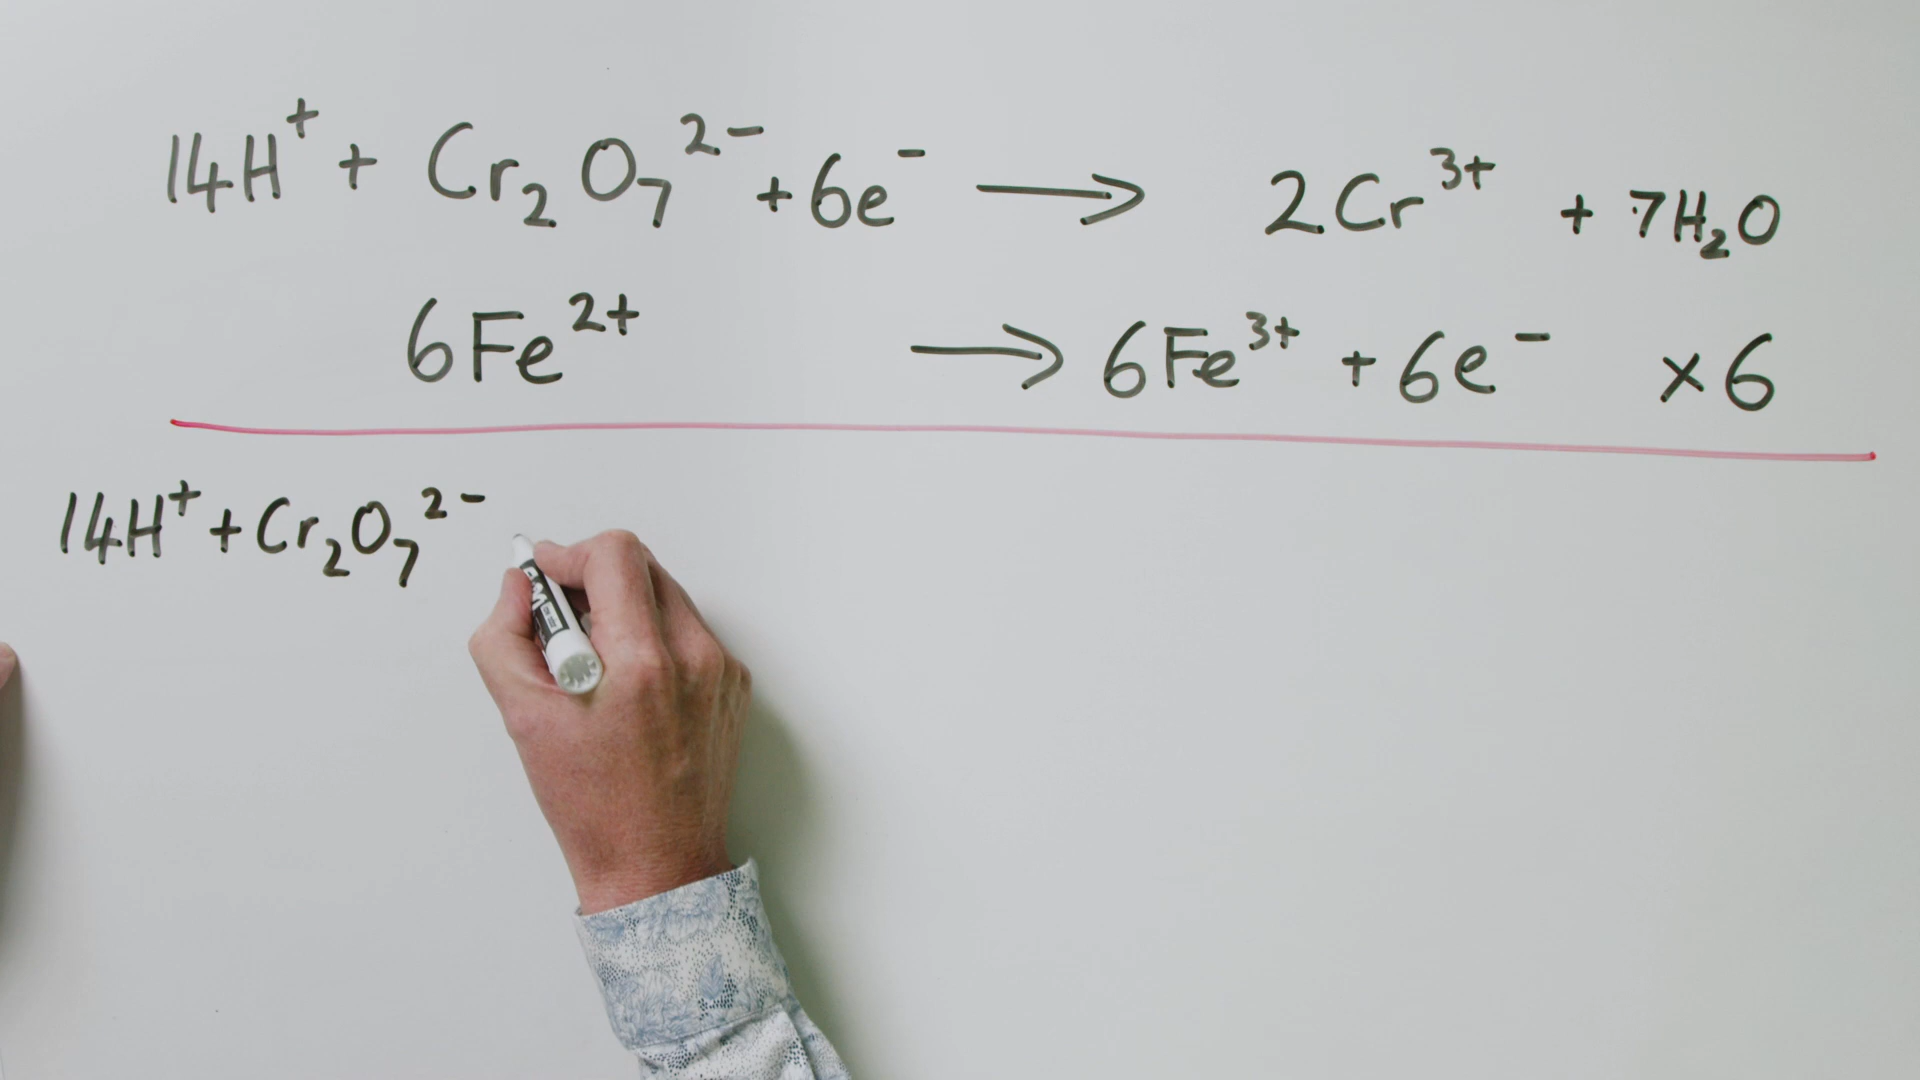 14H⁺ + Cr₂O₇²⁻ + 6e⁻ → 2Cr³⁺ + 7H₂O
6Fe²⁺ → 6Fe³⁺ + 6e⁻ ×6
14H⁺ + Cr₂O₇²⁻